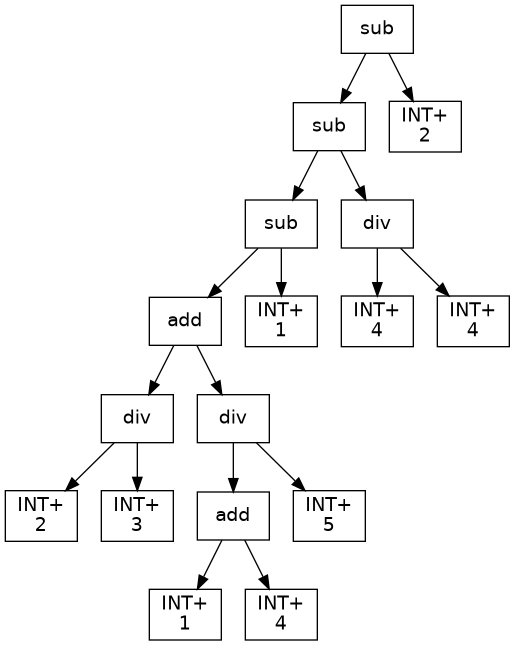 sub
sub
INT+
2
sub
div
add
INT+
1
INT+
4
INT+
4
div
div
INT+
2
INT+
3
add
INT+
5
INT+
1
INT+
4